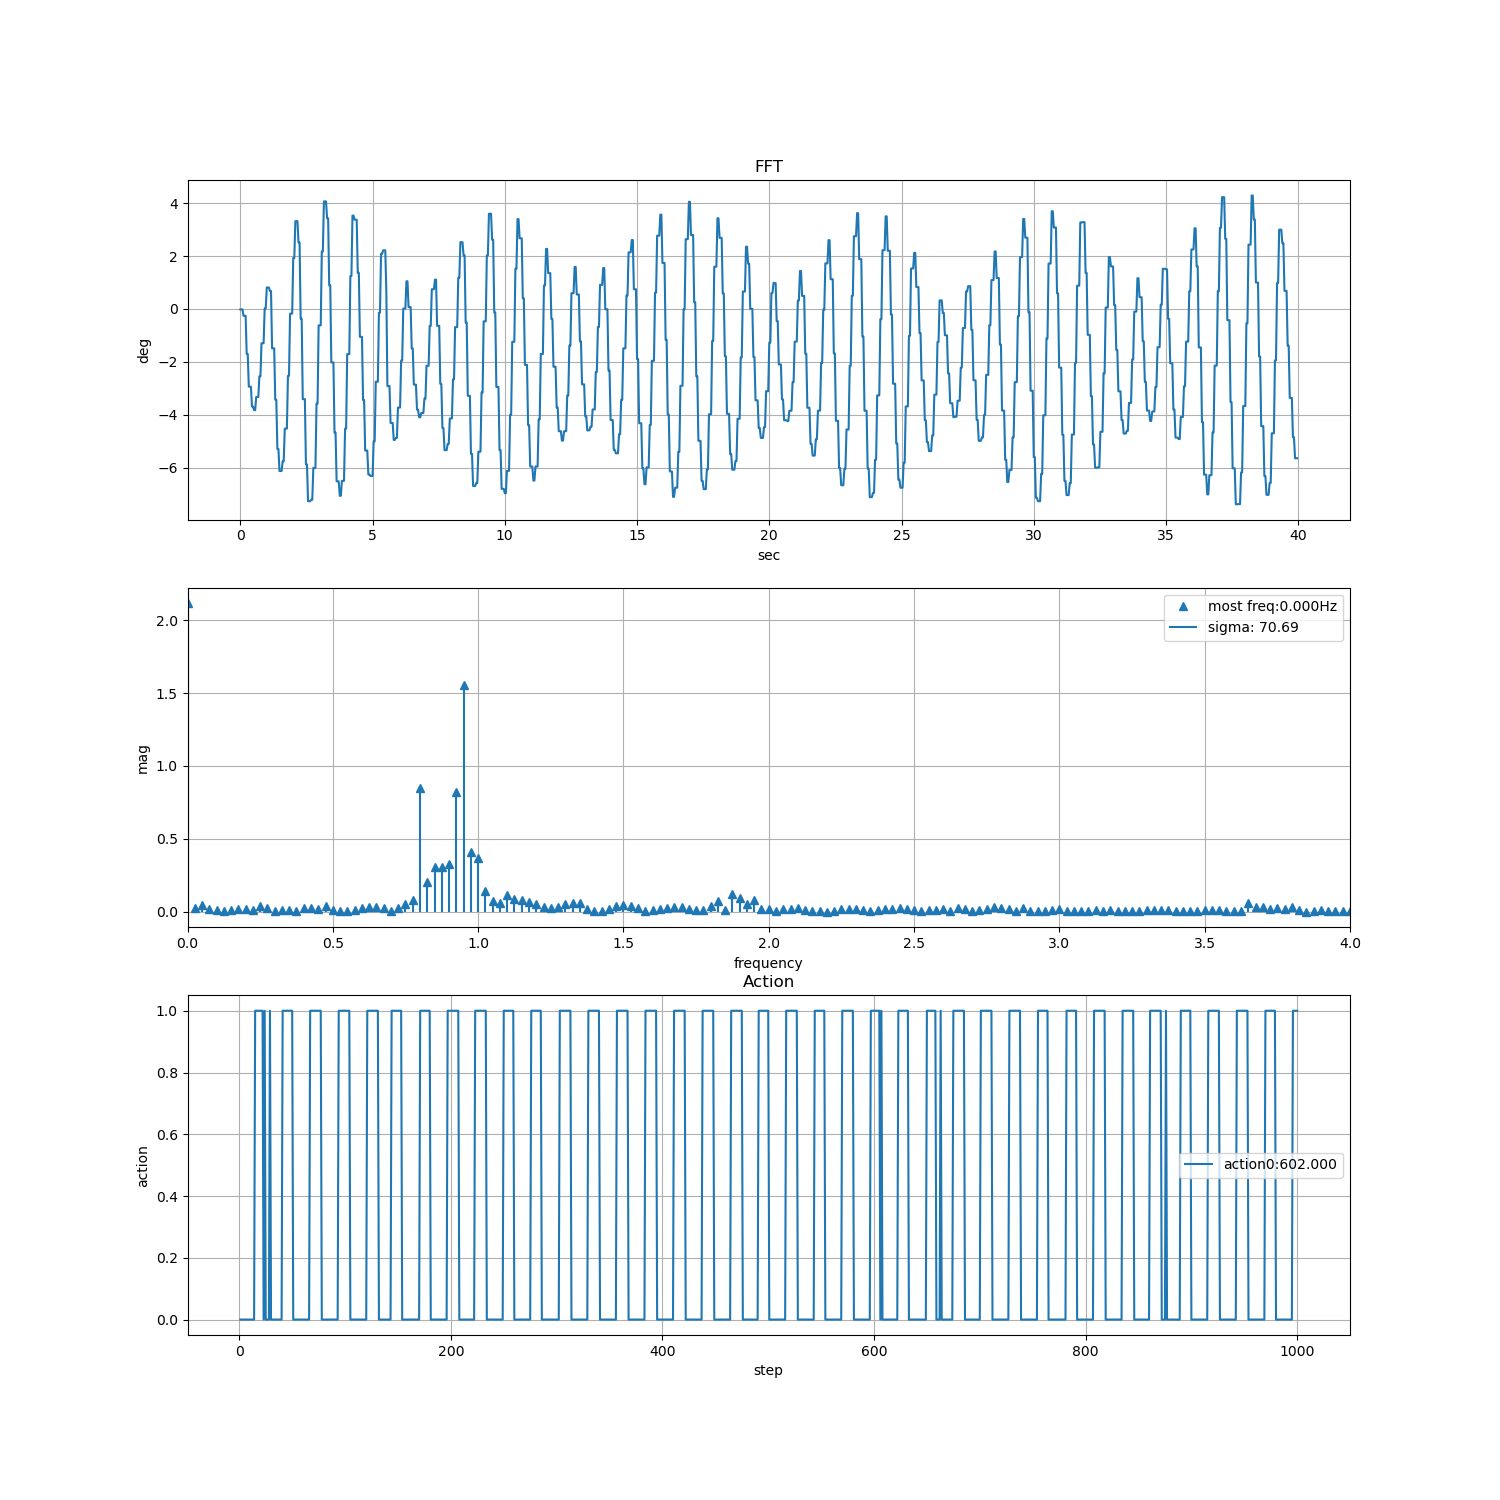 FFT
4
2
0
−2
−4
−6
deg
0 5 10 15 20 25 30 35 40
sec
most freq:0.000Hz
sigma: 70.69
2.0
1.5
1.0
0.5
0.0
mag
0.0 0.5 1.0 1.5 2.0 2.5 3.0 3.5 4.0
frequency
Action
1.0
0.8
0.6
0.4
0.2
0.0
action
action0:602.000
0 200 400 600 800 1000
step